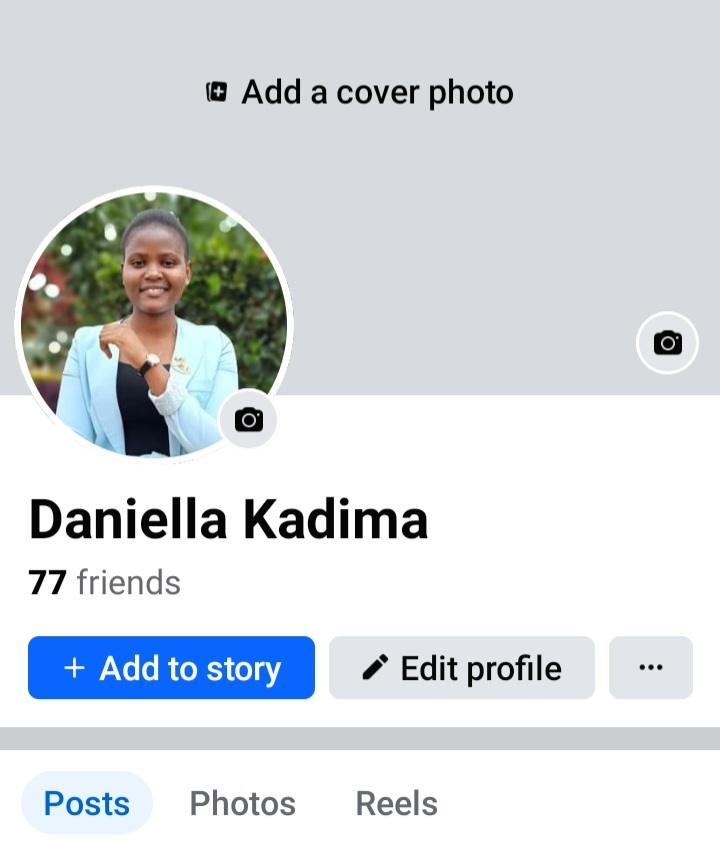 Add a cover photo
Daniella Kadima
77 friends
+ Add to story
Edit profile
...
Posts Photos Reels